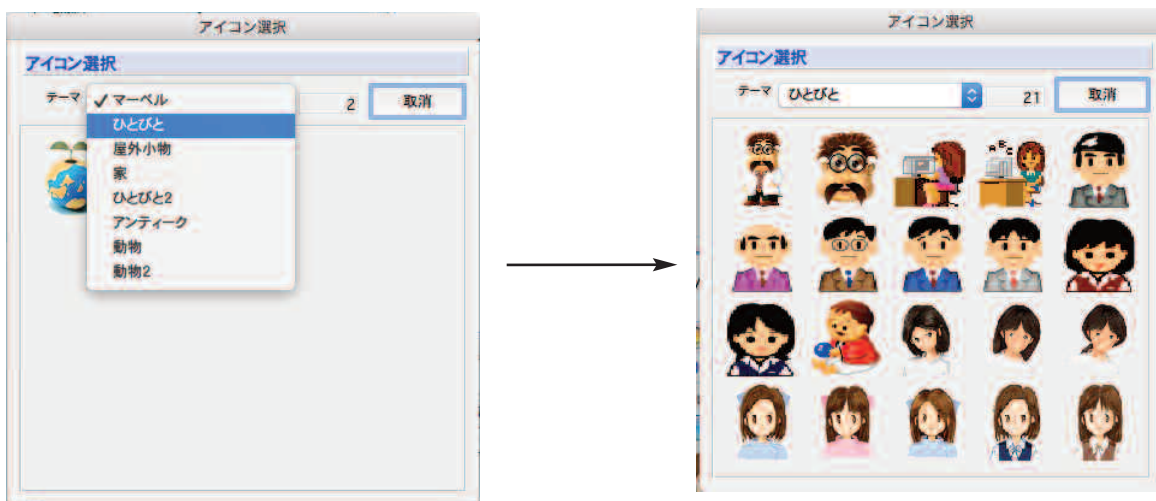 アイコン選択
アイコン選択
テーマ ✓マーベル 2 取消
ひとびと
屋外小物
家
ひとびと2
アンティーク
動物
動物2
アイコン選択
アイコン選択
テーマ ひとびと 21 取消